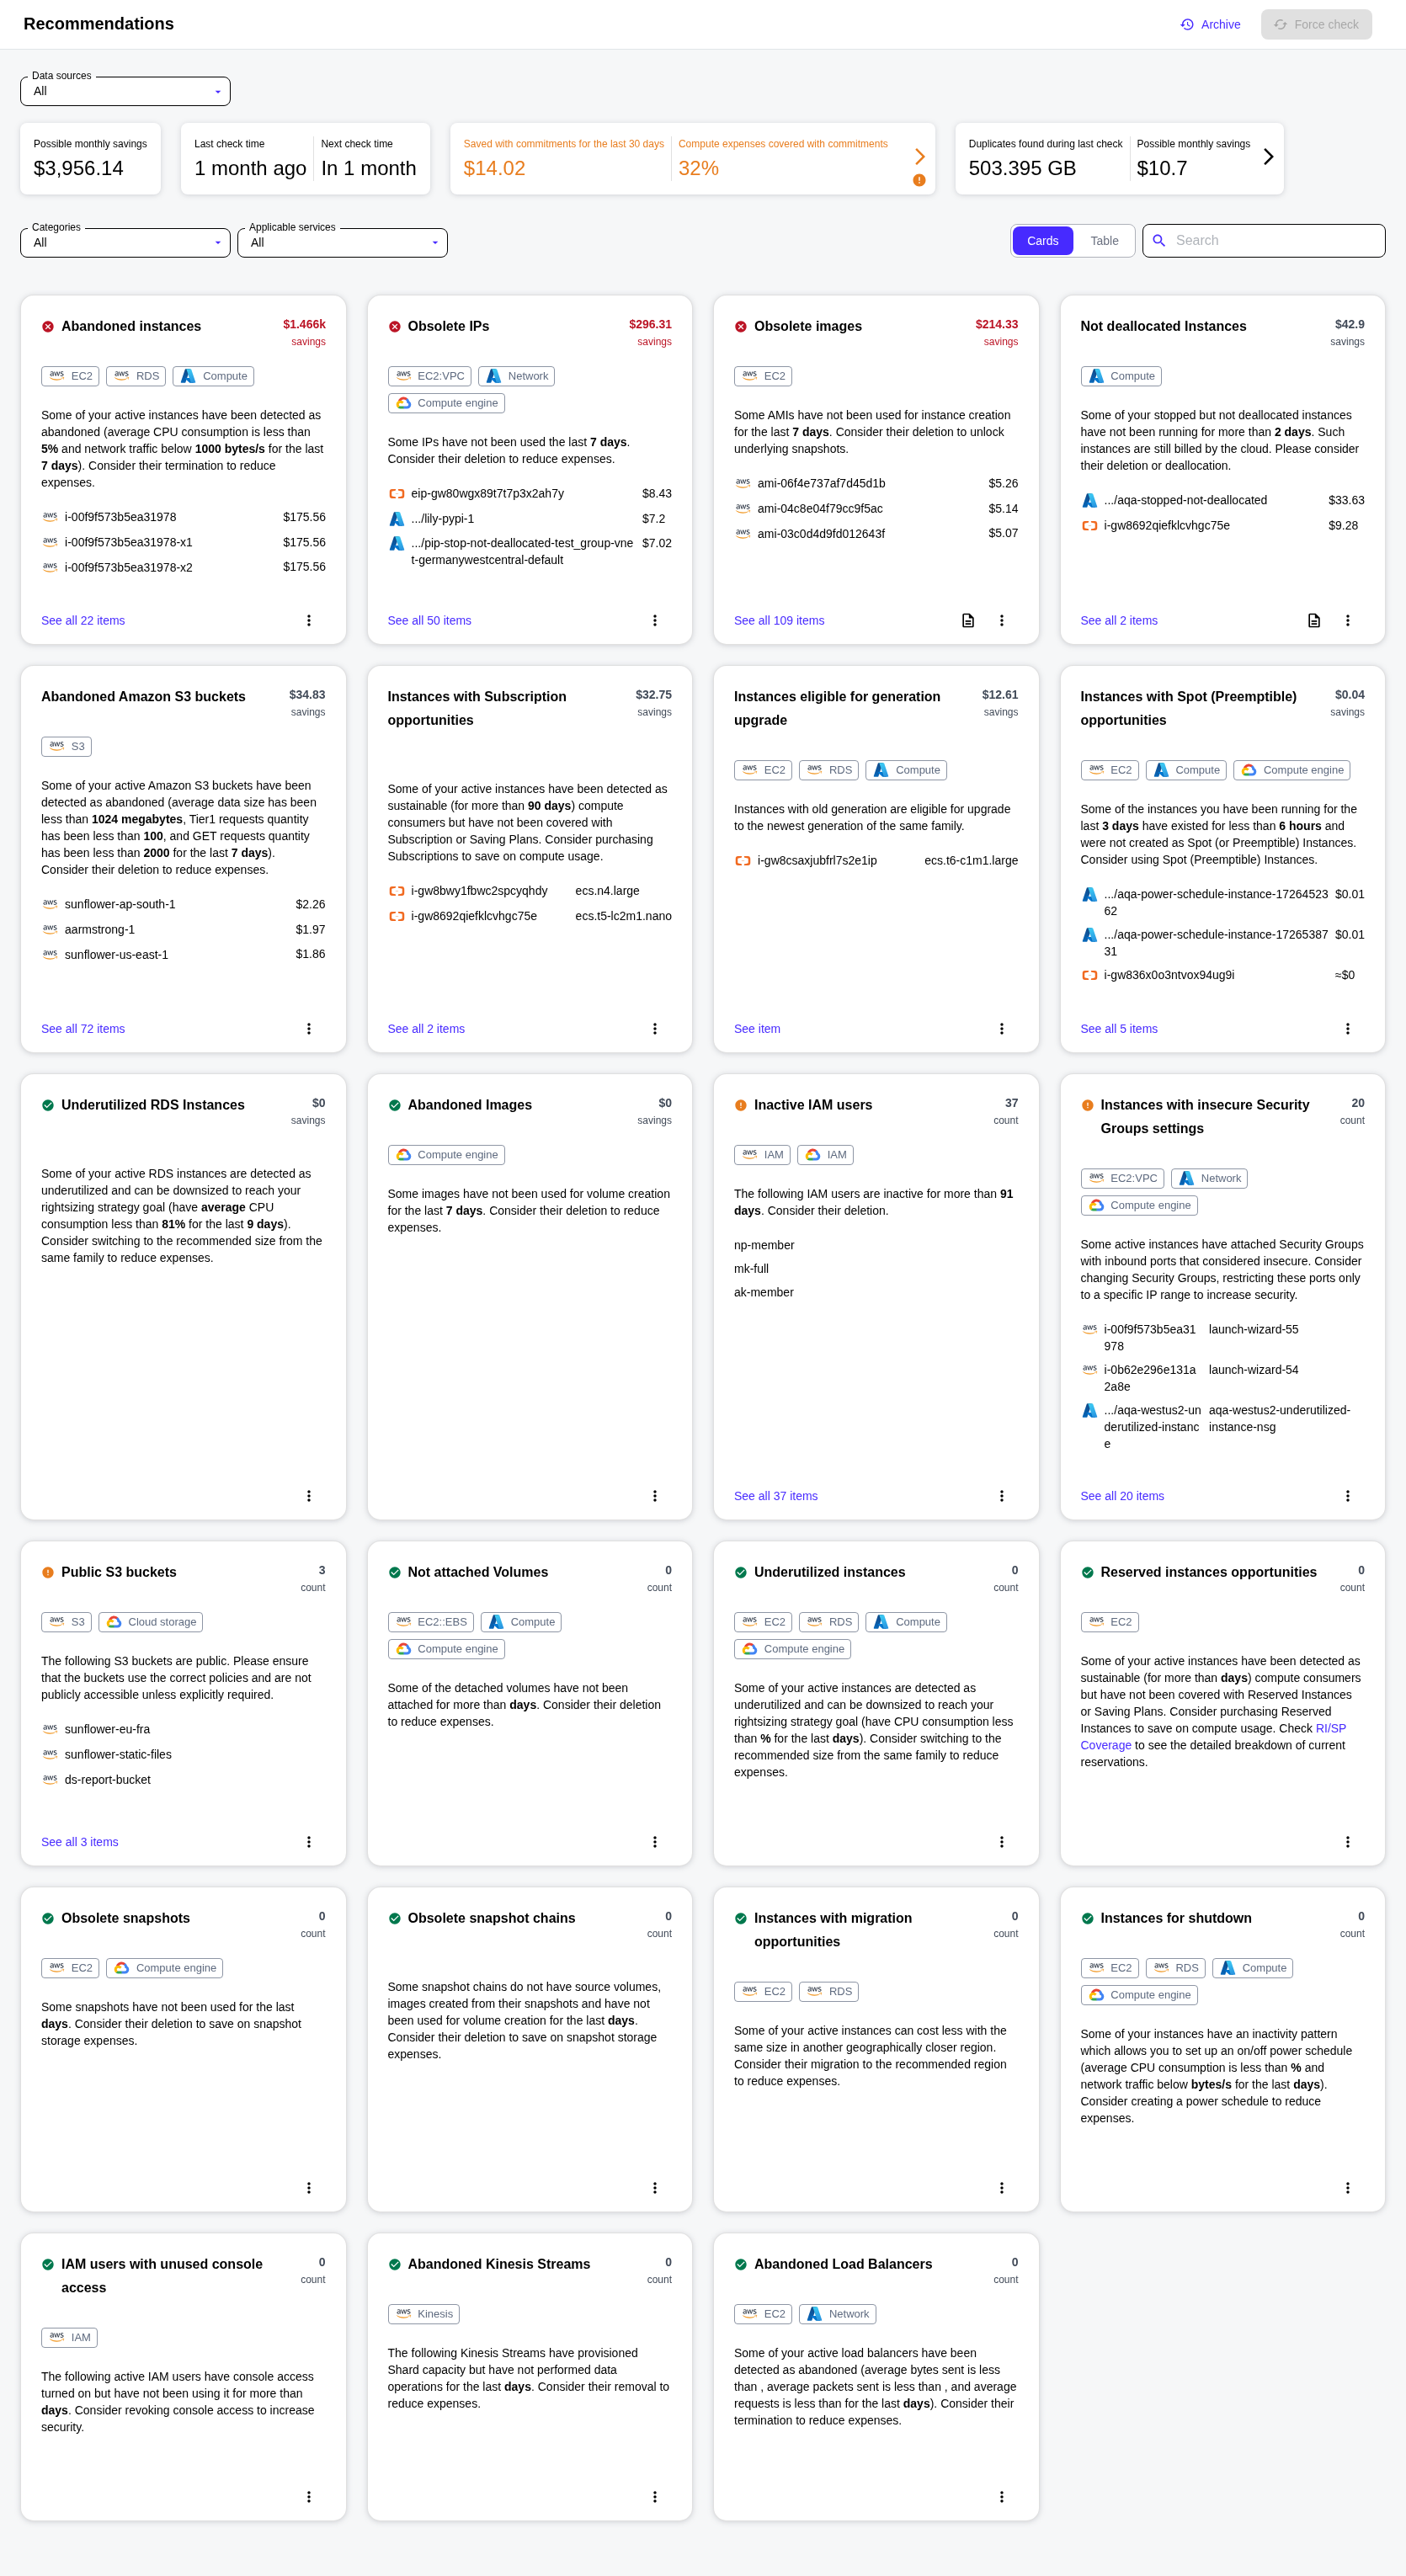 Recommendations
Archive
Force check
Data sources
All
Possible monthly savings
$3,956.14
Last check time
1 month ago
Next check time
In 1 month
Saved with commitments for the last 30 days
$14.02
Compute expenses covered with commitments
32%
Duplicates found during last check
503.395 GB
Possible monthly savings
$10.7
Categories
All
Applicable services
All
Cards
Table
Search
Abandoned instances
$1.466k
savings
aws EC2
aws RDS
Compute
Some of your active instances have been detected as
abandoned (average CPU consumption is less than
5% and network traffic below 1000 bytes/s for the last
7 days). Consider their termination to reduce
expenses.
aws i-00f9f573b5ea31978 $175.56
aws i-00f9f573b5ea31978-x1 $175.56
aws i-00f9f573b5ea31978-x2 $175.56
See all 22 items
Obsolete IPs
$296.31
savings
aws EC2:VPC
Network
Compute engine
Some IPs have not been used the last 7 days.
Consider their deletion to reduce expenses.
eip-gw80wgx89t7t7p3x2ah7y $8.43
.../lily-pypi-1 $7.2
.../pip-stop-not-deallocated-test_group-vne $7.02
t-germanywestcentral-default
See all 50 items
Obsolete images
$214.33
savings
aws EC2
Some AMIs have not been used for instance creation
for the last 7 days. Consider their deletion to unlock
underlying snapshots.
aws ami-06f4e737af7d45d1b $5.26
aws ami-04c8e04f79cc9f5ac $5.14
aws ami-03c0d4d9fd012643f $5.07
See all 109 items
Not deallocated Instances
$42.9
savings
Compute
Some of your stopped but not deallocated instances
have not been running for more than 2 days. Such
instances are still billed by the cloud. Please consider
their deletion or deallocation.
.../aqa-stopped-not-deallocated $33.63
i-gw8692qiefklcvhgc75e $9.28
See all 2 items
Abandoned Amazon S3 buckets
$34.83
savings
aws S3
Some of your active Amazon S3 buckets have been
detected as abandoned (average data size has been
less than 1024 megabytes, Tier1 requests quantity
has been less than 100, and GET requests quantity
has been less than 2000 for the last 7 days).
Consider their deletion to reduce expenses.
aws sunflower-ap-south-1 $2.26
aws aarmstrong-1 $1.97
aws sunflower-us-east-1 $1.86
See all 72 items
Instances with Subscription
opportunities
$32.75
savings
Some of your active instances have been detected as
sustainable (for more than 90 days) compute
consumers but have not been covered with
Subscription or Saving Plans. Consider purchasing
Subscriptions to save on compute usage.
i-gw8bwy1fbwc2spcyqhdy ecs.n4.large
i-gw8692qiefklcvhgc75e ecs.t5-lc2m1.nano
See all 2 items
Instances eligible for generation
upgrade
$12.61
savings
aws EC2
aws RDS
Compute
Instances with old generation are eligible for upgrade
to the newest generation of the same family.
i-gw8csaxjubfrl7s2e1ip ecs.t6-c1m1.large
See item
Instances with Spot (Preemptible)
opportunities
$0.04
savings
aws EC2
Compute
Compute engine
Some of the instances you have been running for the
last 3 days have existed for less than 6 hours and
were not created as Spot (or Preemptible) Instances.
Consider using Spot (Preemptible) Instances.
.../aqa-power-schedule-instance-17264523 $0.01
62
.../aqa-power-schedule-instance-17265387 $0.01
31
i-gw836x0o3ntvox94ug9i ≈$0
See all 5 items
Underutilized RDS Instances
$0
savings
Some of your active RDS instances are detected as
underutilized and can be downsized to reach your
rightsizing strategy goal (have average CPU
consumption less than 81% for the last 9 days).
Consider switching to the recommended size from the
same family to reduce expenses.
Abandoned Images
$0
savings
Compute engine
Some images have not been used for volume creation
for the last 7 days. Consider their deletion to reduce
expenses.
Inactive IAM users
37
count
aws IAM
IAM
The following IAM users are inactive for more than 91
days. Consider their deletion.
np-member
mk-full
ak-member
See all 37 items
Instances with insecure Security
Groups settings
20
count
aws EC2:VPC
Network
Compute engine
Some active instances have attached Security Groups
with inbound ports that considered insecure. Consider
changing Security Groups, restricting these ports only
to a specific IP range to increase security.
aws i-00f9f573b5ea31 launch-wizard-55
978
aws i-0b62e296e131a launch-wizard-54
2a8e
.../aqa-westus2-un aqa-westus2-underutilized-
derutilized-instanc instance-nsg
e
See all 20 items
Public S3 buckets
3
count
aws S3
Cloud storage
The following S3 buckets are public. Please ensure
that the buckets use the correct policies and are not
publicly accessible unless explicitly required.
aws sunflower-eu-fra
aws sunflower-static-files
aws ds-report-bucket
See all 3 items
Not attached Volumes
0
count
aws EC2::EBS
Compute
Compute engine
Some of the detached volumes have not been
attached for more than days. Consider their deletion
to reduce expenses.
Underutilized instances
0
count
aws EC2
aws RDS
Compute
Compute engine
Some of your active instances are detected as
underutilized and can be downsized to reach your
rightsizing strategy goal (have CPU consumption less
than % for the last days). Consider switching to the
recommended size from the same family to reduce
expenses.
Reserved instances opportunities
0
count
aws EC2
Some of your active instances have been detected as
sustainable (for more than days) compute consumers
but have not been covered with Reserved Instances
or Saving Plans. Consider purchasing Reserved
Instances to save on compute usage. Check RI/SP
Coverage to see the detailed breakdown of current
reservations.
Obsolete snapshots
0
count
aws EC2
Compute engine
Some snapshots have not been used for the last
days. Consider their deletion to save on snapshot
storage expenses.
Obsolete snapshot chains
0
count
Some snapshot chains do not have source volumes,
images created from their snapshots and have not
been used for volume creation for the last days.
Consider their deletion to save on snapshot storage
expenses.
Instances with migration
opportunities
0
count
aws EC2
aws RDS
Some of your active instances can cost less with the
same size in another geographically closer region.
Consider their migration to the recommended region
to reduce expenses.
Instances for shutdown
0
count
aws EC2
aws RDS
Compute
Compute engine
Some of your instances have an inactivity pattern
which allows you to set up an on/off power schedule
(average CPU consumption is less than % and
network traffic below bytes/s for the last days).
Consider creating a power schedule to reduce
expenses.
IAM users with unused console
access
0
count
aws IAM
The following active IAM users have console access
turned on but have not been using it for more than
days. Consider revoking console access to increase
security.
Abandoned Kinesis Streams
0
count
aws Kinesis
The following Kinesis Streams have provisioned
Shard capacity but have not performed data
operations for the last days. Consider their removal to
reduce expenses.
Abandoned Load Balancers
0
count
aws EC2
Network
Some of your active load balancers have been
detected as abandoned (average bytes sent is less
than , average packets sent is less than , and average
requests is less than for the last days). Consider their
termination to reduce expenses.